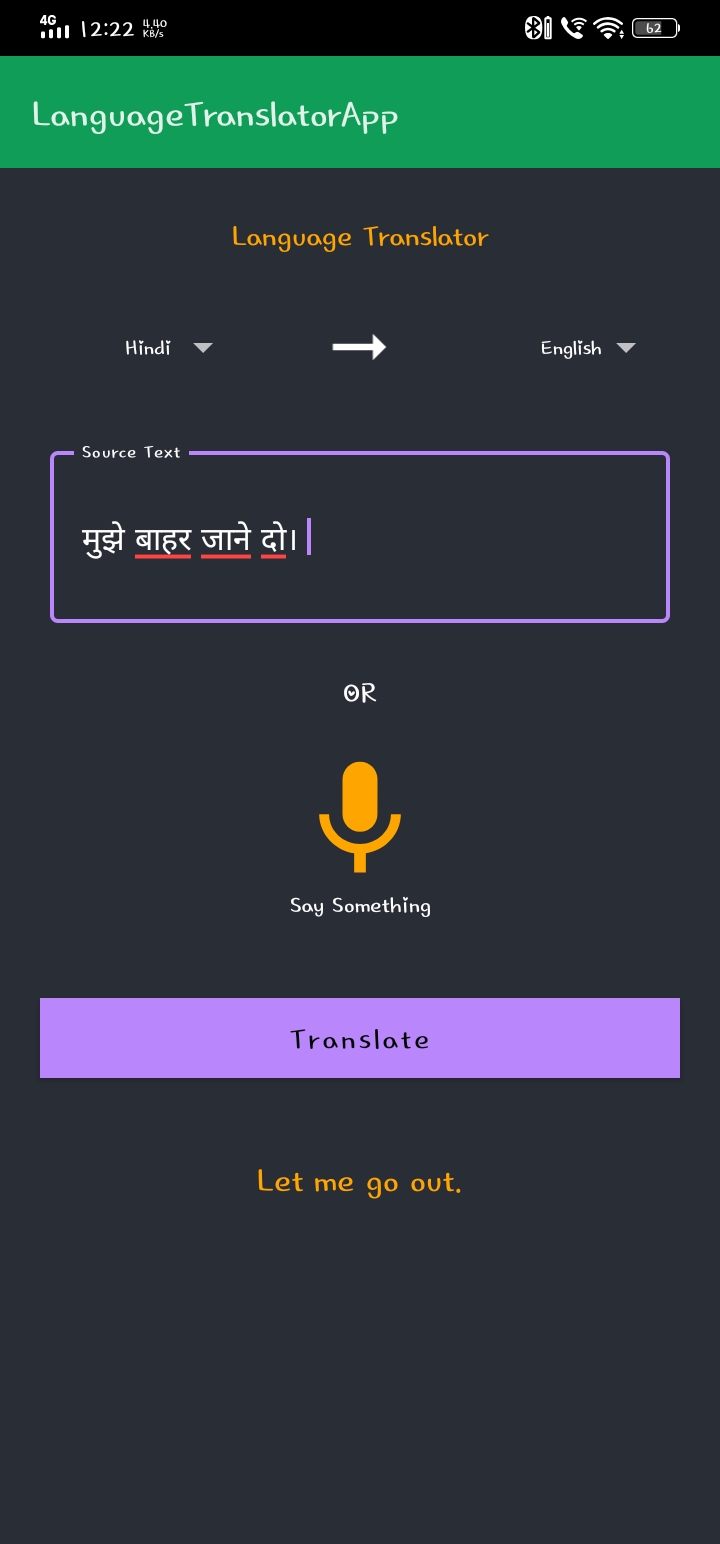 4G 12:22 4.40 KB/s 62
LanguageTranslatorApp
Language Translator
Hindi English
Source Text
मुझे बाहर जाने दो।
OR
Say Something
Translate
Let me go out.